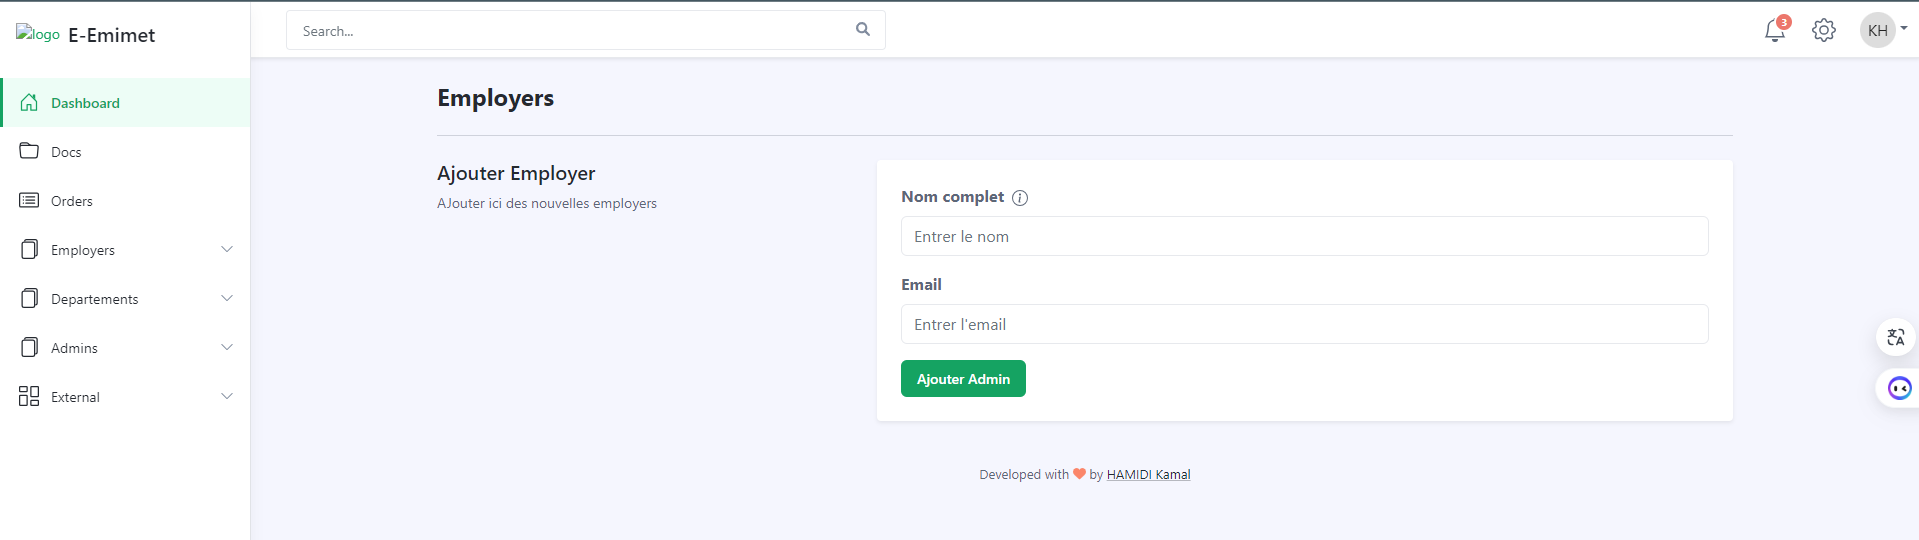 logo E-Emimet
Search...
3
KH
Dashboard
Docs
Orders
Employers
Departements
Admins
External
Employers
Ajouter Employer
AJouter ici des nouvelles employers
Nom complet
Entrer le nom
Email
Entrer l'email
Ajouter Admin
Developed with by HAMIDI Kamal